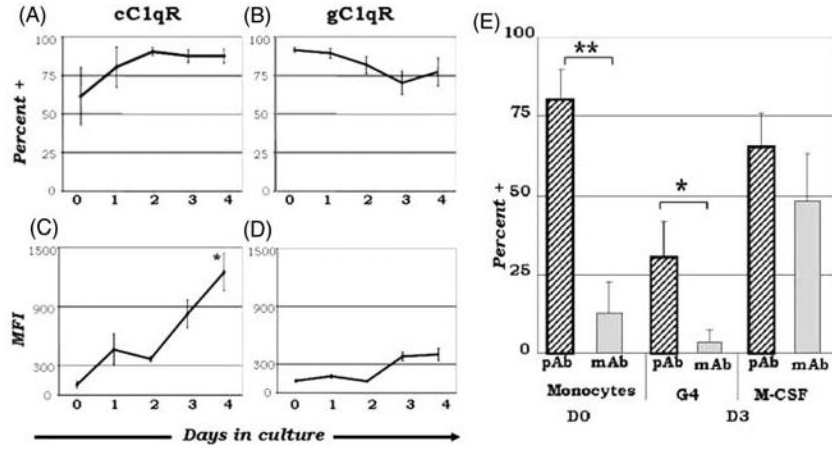 (A) cC1qR (B) gC1qR
Percent +
100
75
50
25
0 1 2 3 4
100
75
50
25
0 1 2 3 4
(C) (D)
MFI
1500
900
300
0
*
0 1 2 3 4
1500
900
300
0
0 1 2 3 4
Days in culture
(E)
Percent +
100
75
50
25
0
**
*
pAb mAb pAb mAb pAb mAb
Monocytes G4 M-CSF
D0 D3